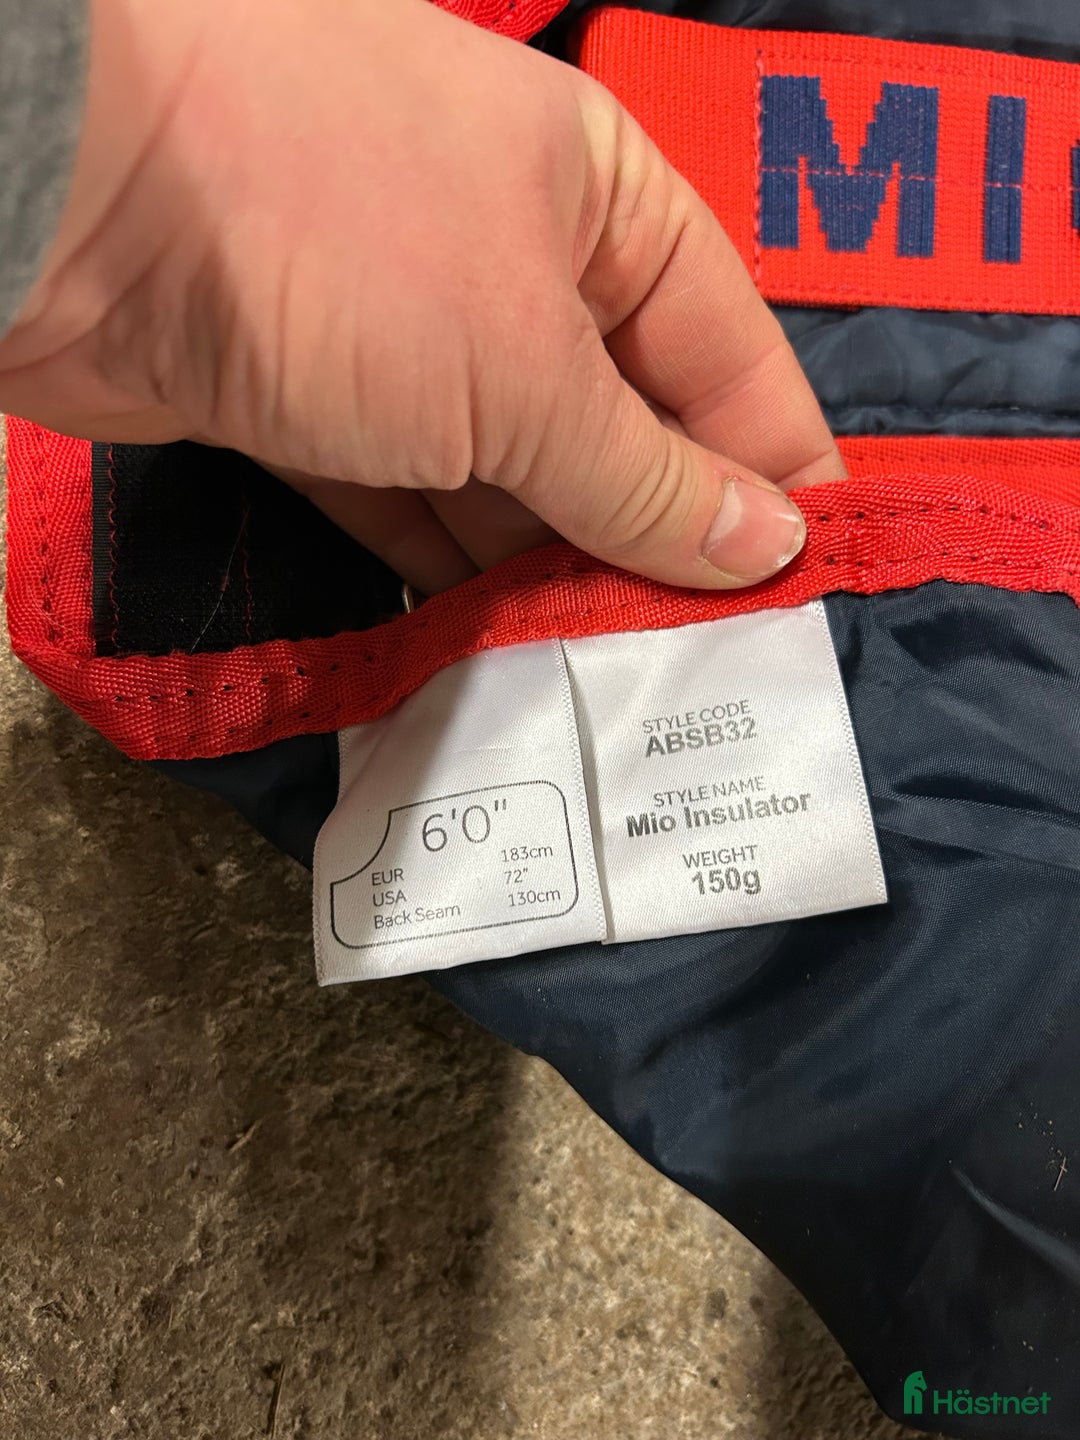 MI
6'0"
EUR 183cm
USA 72"
Back Seam 130cm
STYLE CODE
ABSB32
STYLE NAME
Mio Insulator
WEIGHT
150g
Hästnet